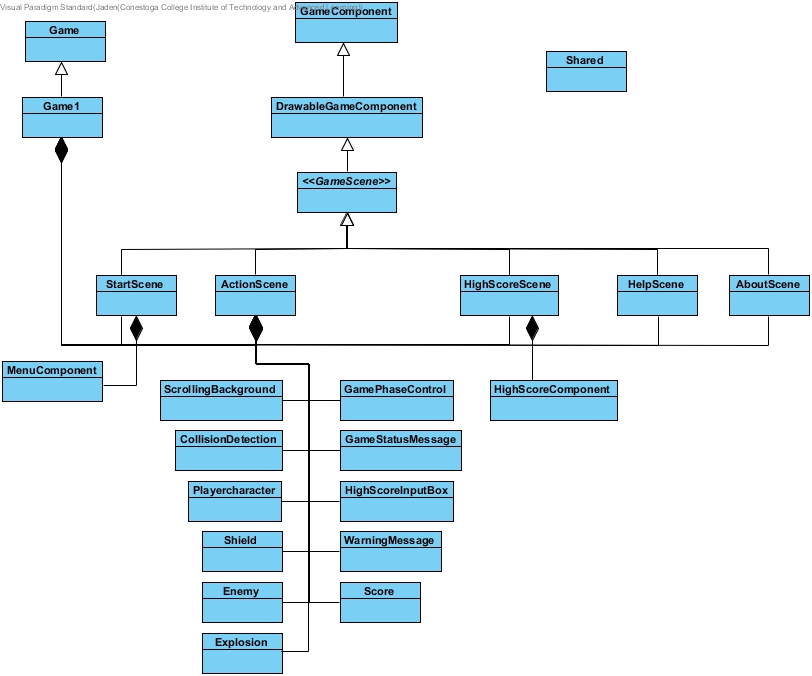 Visual Paradigm Standard(Jaden(Conestoga College Institute of Technology and
GameComponent
Game
Shared
Game1
DrawableGameComponent
<<GameScene>>
StartScene
ActionScene
HighScoreScene
HelpScene
AboutScene
MenuComponent
ScrollingBackground
GamePhaseControl
HighScoreComponent
CollisionDetection
GameStatusMessage
Playercharacter
HighScoreInputBox
Shield
WarningMessage
Enemy
Score
Explosion